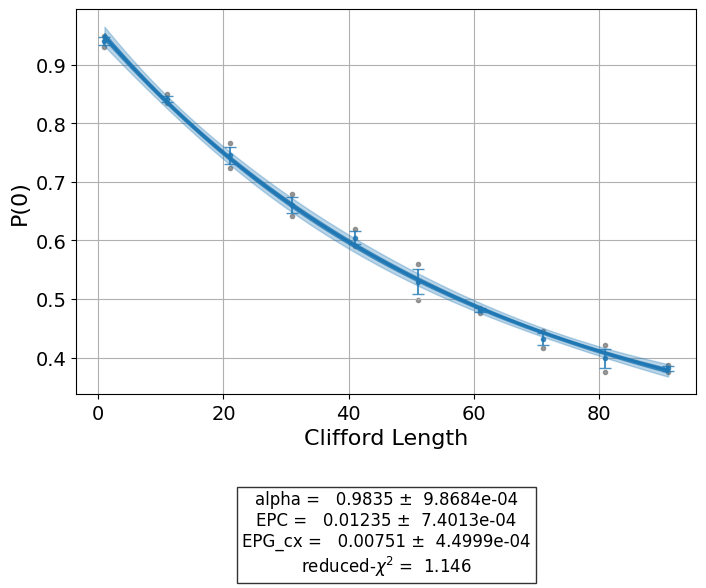 0.9
0.8
0.7
0.6
0.5
0.4
P(0)
0 20 40 60 80
Clifford Length
alpha = 0.9835 ± 9.8684e-04
EPC = 0.01235 ± 7.4013e-04
EPG_cx = 0.00751 ± 4.4999e-04
reduced-χ² = 1.146